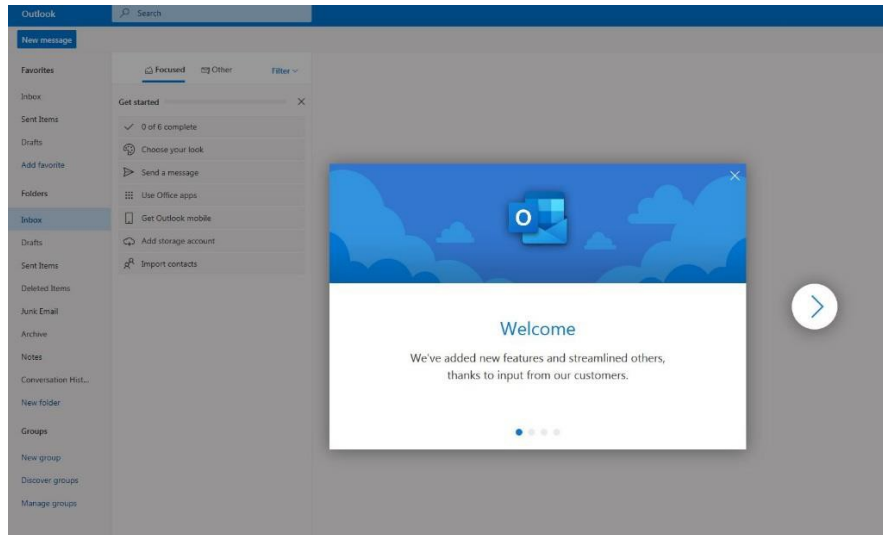 Outlook
Search
New message
Favorites
Inbox
Sent Items
Drafts
Add favorite
Folders
Inbox
Drafts
Sent Items
Deleted Items
Junk Email
Archive
Notes
Conversation Hist...
New folder
Groups
New group
Discover groups
Manage groups
Focused Other Filter
Get started
0 of 6 complete
Choose your look
Send a message
Use Office apps
Get Outlook mobile
Add storage account
Import contacts
O
Welcome
We've added new features and streamlined others,
thanks to input from our customers.